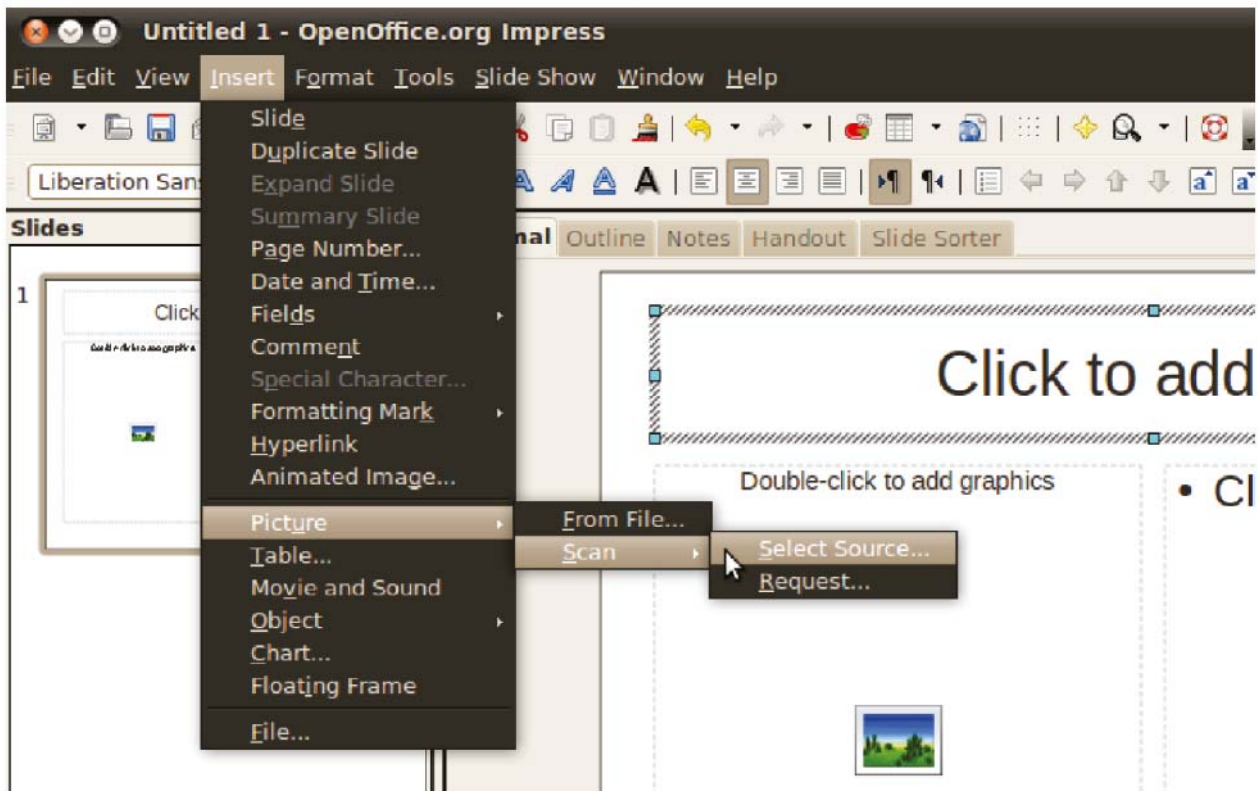 Untitled 1 - OpenOffice.org Impress
File Edit View Insert Format Tools Slide Show Window Help
Liberation San
Slides
Outline Notes Handout Slide Sorter
1
Click
Slide
Duplicate Slide
Expand Slide
Summary Slide
Page Number...
Date and Time...
Fields
Comment
Special Character...
Formatting Mark
Hyperlink
Animated Image...
Picture
Table...
Movie and Sound
Object
Chart...
Floating Frame
File...
From File...
Scan
Select Source...
Request...
Click to add
Double-click to add graphics
• Cl